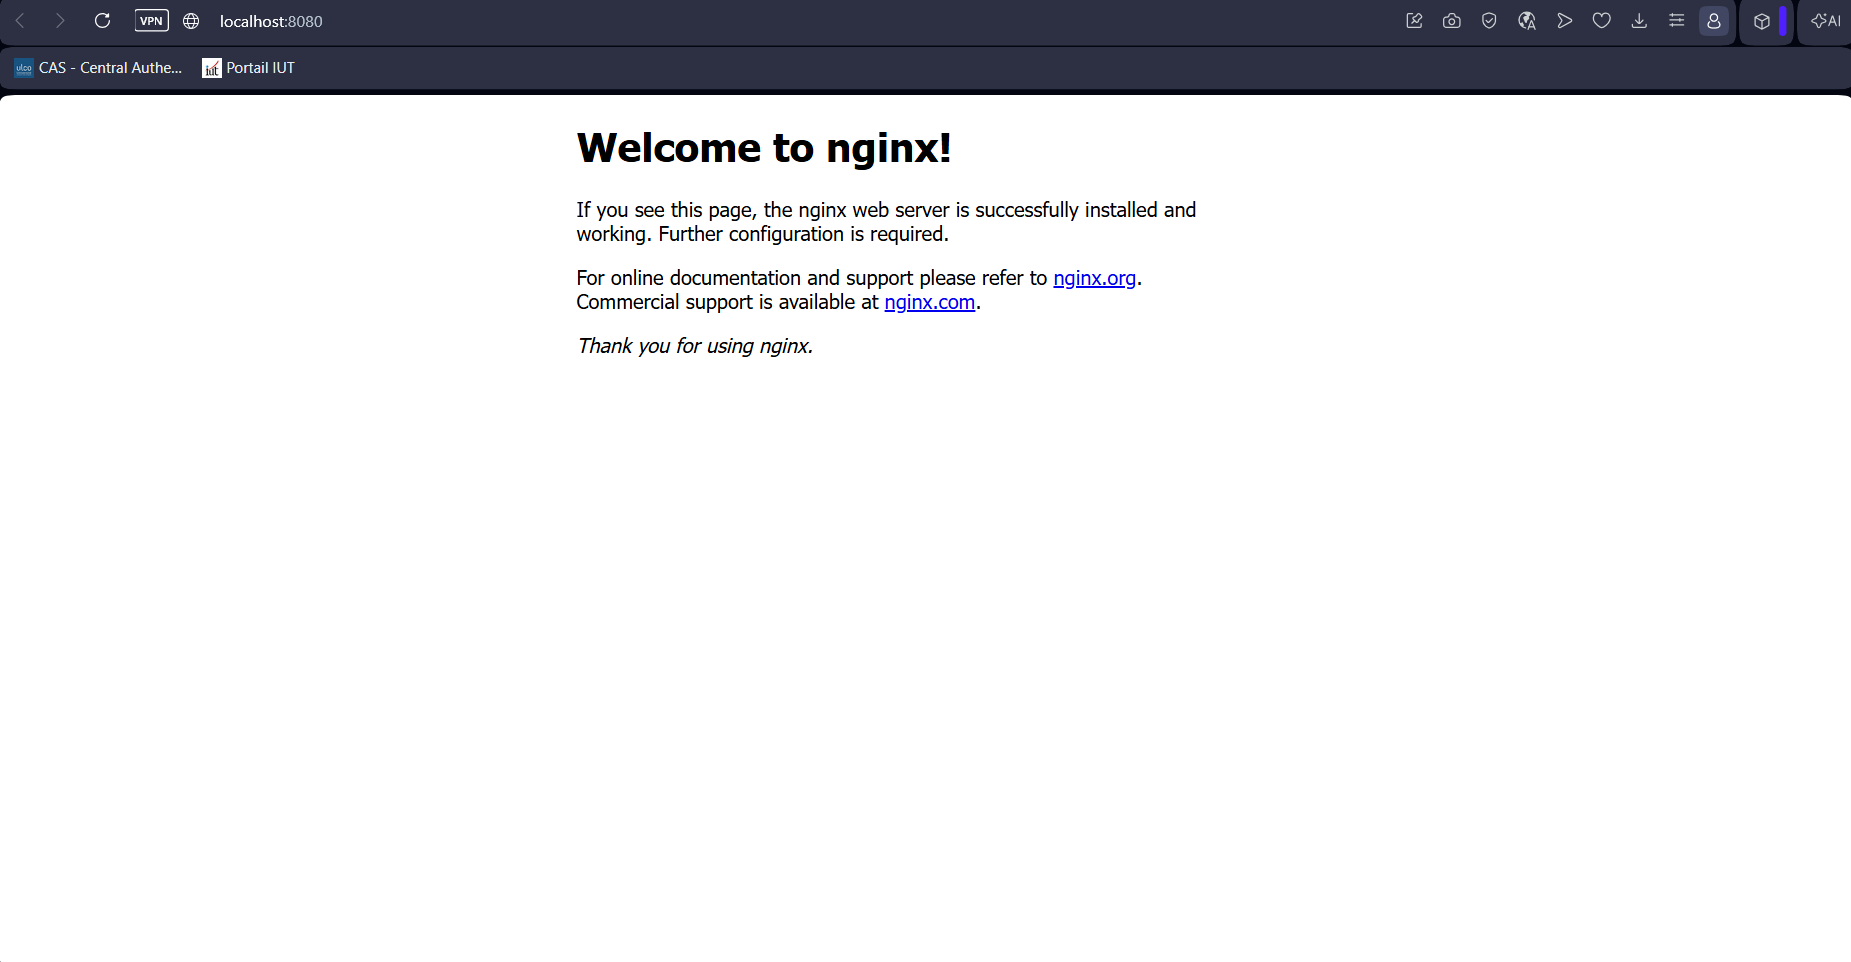 VPN
localhost:8080
AI
ulco
CAS - Central Authe...
iut
Portail IUT
Welcome to nginx!
If you see this page, the nginx web server is successfully installed and
working. Further configuration is required.
For online documentation and support please refer to nginx.org.
Commercial support is available at nginx.com.
Thank you for using nginx.